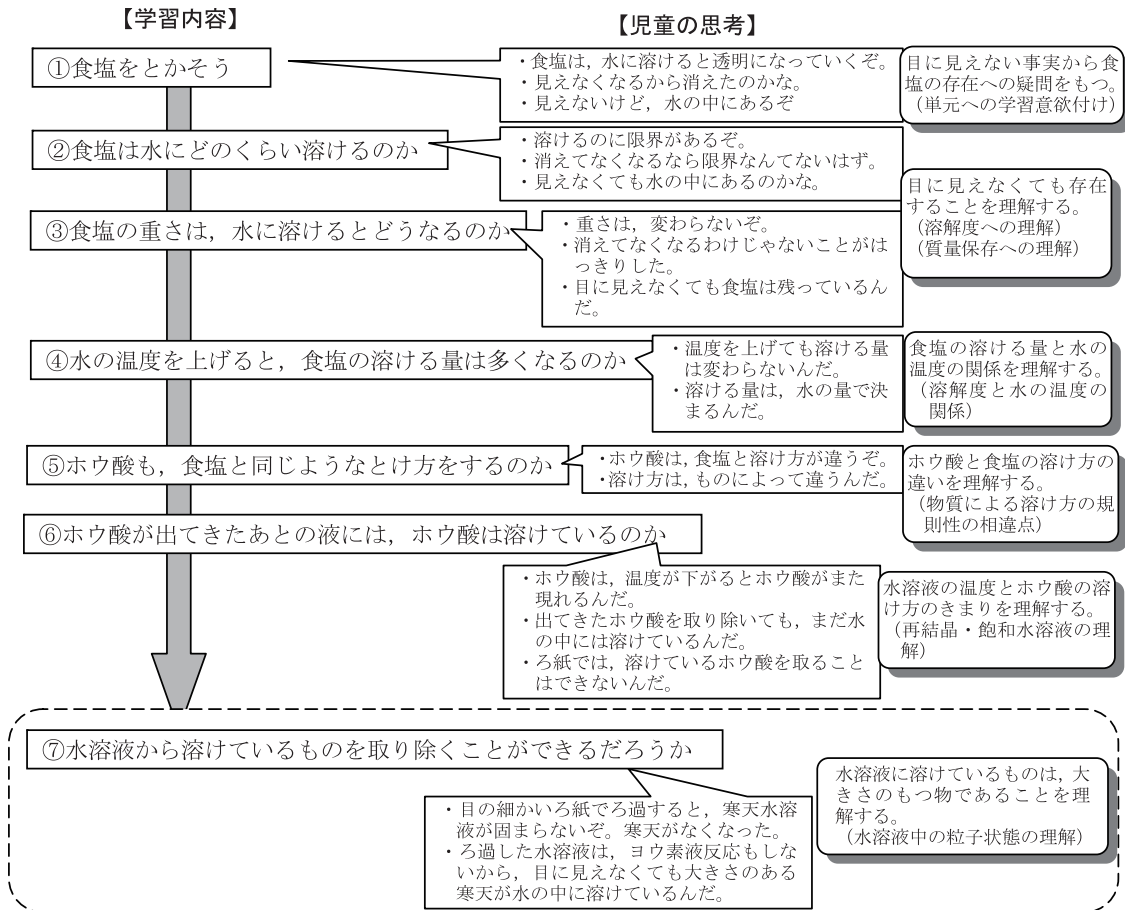 【学習内容】
【児童の思考】
①食塩をとかそう
・食塩は，水に溶けると透明になっていくぞ。
・見えなくなるから消えたのかな。
・見えないけど，水の中にあるぞ
目に見えない事実から食
塩の存在への疑問をもつ。
（単元への学習意欲付け）
②食塩は水にどのくらい溶けるのか
・溶けるのに限界があるぞ。
・消えてなくなるなら限界なんてないはず。
・見えなくても水の中にあるのかな。
目に見えなくても存在
することを理解する。
（溶解度への理解）
（質量保存への理解）
③食塩の重さは，水に溶けるとどうなるのか
・重さは，変わらないぞ。
・消えてなくなるわけじゃないことがは
っきりした。
・目に見えなくても食塩は残っているん
だ。
④水の温度を上げると，食塩の溶ける量は多くなるのか
・温度を上げても溶ける量
は変わらないんだ。
・溶ける量は，水の量で決
まるんだ。
食塩の溶ける量と水の
温度の関係を理解する。
（溶解度と水の温度の
関係）
⑤ホウ酸も，食塩と同じようなとけ方をするのか
・ホウ酸は，食塩と溶け方が違うぞ。
・溶け方は，ものによって違うんだ。
ホウ酸と食塩の溶け方の
違いを理解する。
（物質による溶け方の規
則性の相違点）
⑥ホウ酸が出てきたあとの液には，ホウ酸は溶けているのか
・ホウ酸は，温度が下がるとホウ酸がまた
現れるんだ。
・出てきたホウ酸を取り除いても，まだ水
の中には溶けているんだ。
・ろ紙では，溶けているホウ酸を取ること
はできないんだ。
水溶液の温度とホウ酸の溶
け方のきまりを理解する。
（再結晶・飽和水溶液の理
解）
⑦水溶液から溶けているものを取り除くことができるだろうか
・目の細かいろ紙でろ過すると，寒天水溶
液が固まらないぞ。寒天がなくなった。
・ろ過した水溶液は，ヨウ素液反応もしな
いから，目に見えなくても大きさのある
寒天が水の中に溶けているんだ。
水溶液に溶けているものは，大
きさのもつ物であることを理
解する。
（水溶液中の粒子状態の理解）